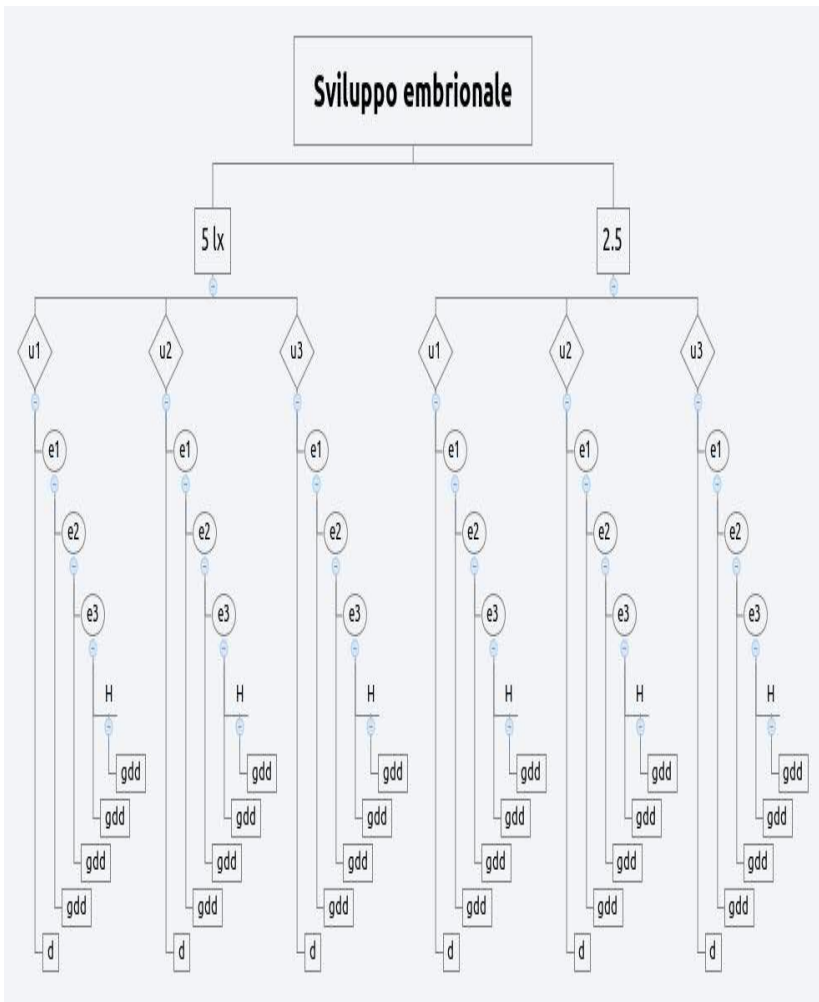 Sviluppo embrionale
5 lx 2.5
u1 u2 u3 u1 u2 u3
e1 e1 e1 e1 e1 e1
e2 e2 e2 e2 e2 e2
e3 e3 e3 e3 e3 e3
H H H H H H
gdd gdd gdd gdd gdd gdd
gdd gdd gdd gdd gdd gdd
gdd gdd gdd gdd gdd gdd
gdd gdd gdd gdd gdd gdd
d d d d d d